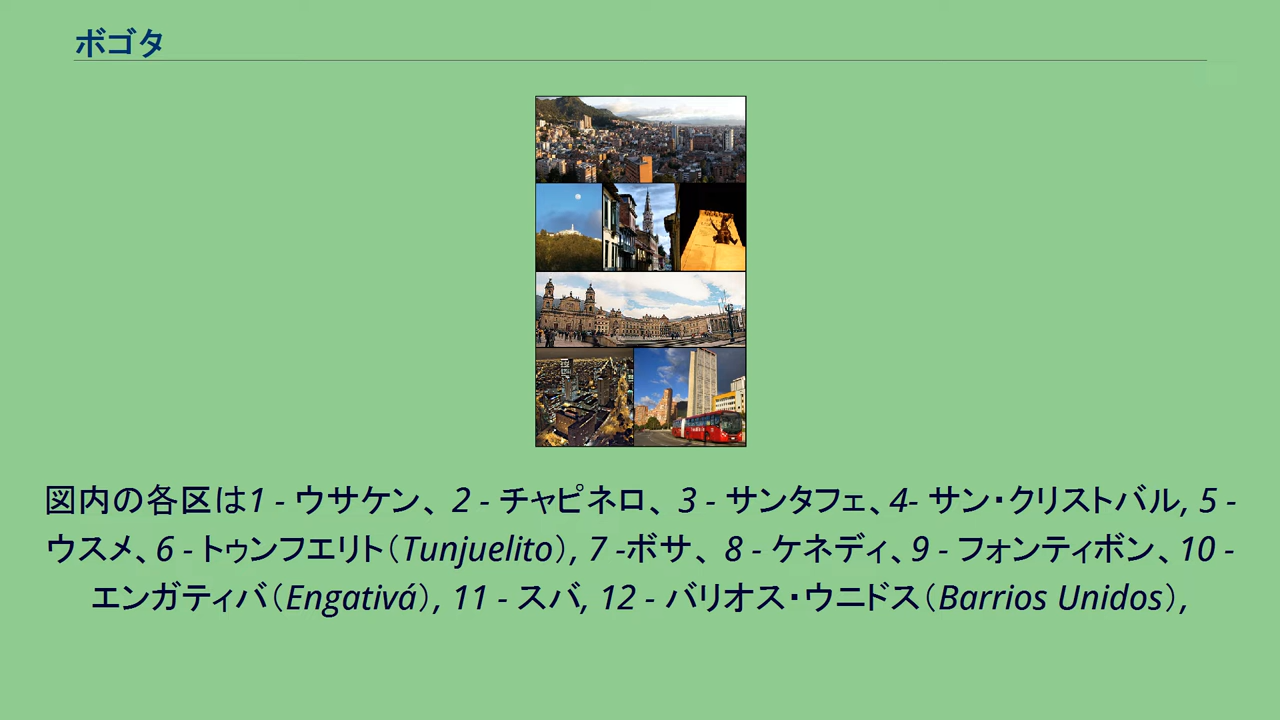 ボゴタ
図内の各区は1 - ウサケン、2 - チャピネロ、3 - サンタフェ、4- サン・クリストバル, 5 -
ウスメ、6 - トゥンフエリト（Tunjuelito）, 7 -ボサ、8 - ケネディ、9 - フォンティボン、10 -
エンガティバ（Engativá）, 11 - スバ, 12 - バリオス・ウニドス（Barrios Unidos）,